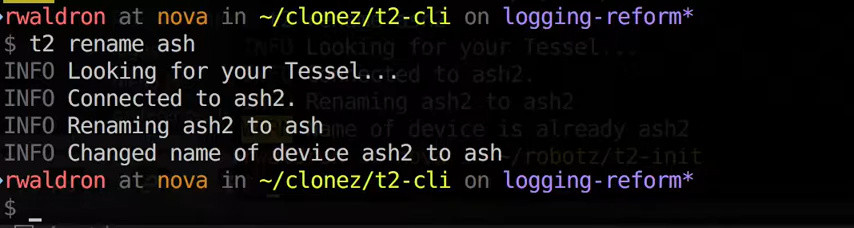 rwaldron at nova in ~/clonez/t2-cli on logging-reform*
$ t2 rename ash
INFO Looking for your Tessel...
INFO Connected to ash2.
INFO Renaming ash2 to ash
INFO Changed name of device ash2 to ash
rwaldron at nova in ~/clonez/t2-cli on logging-reform*
$